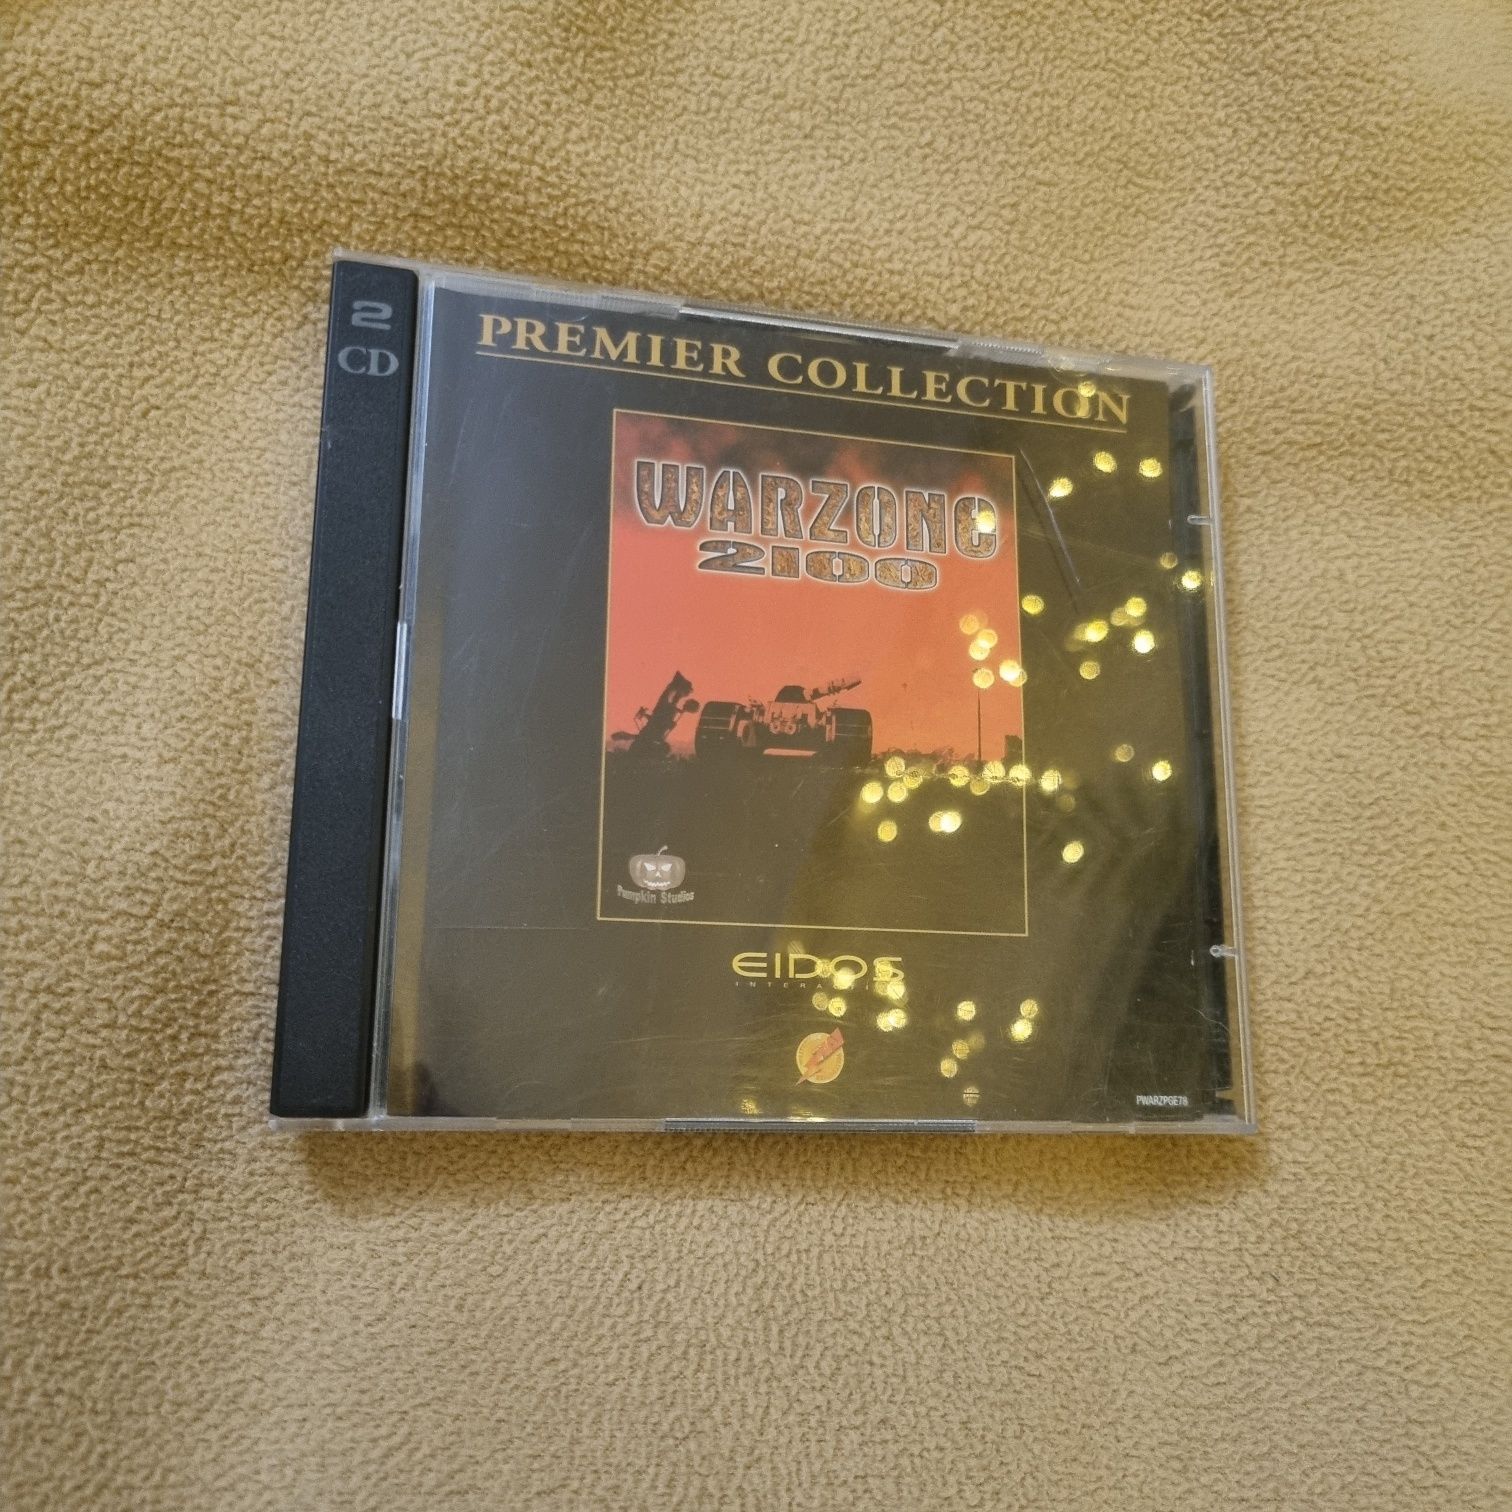 2
CD
PREMIER COLLECTION
WARZONE
2100
Pumpkin Studios
EIDOS
PWARZPGE78